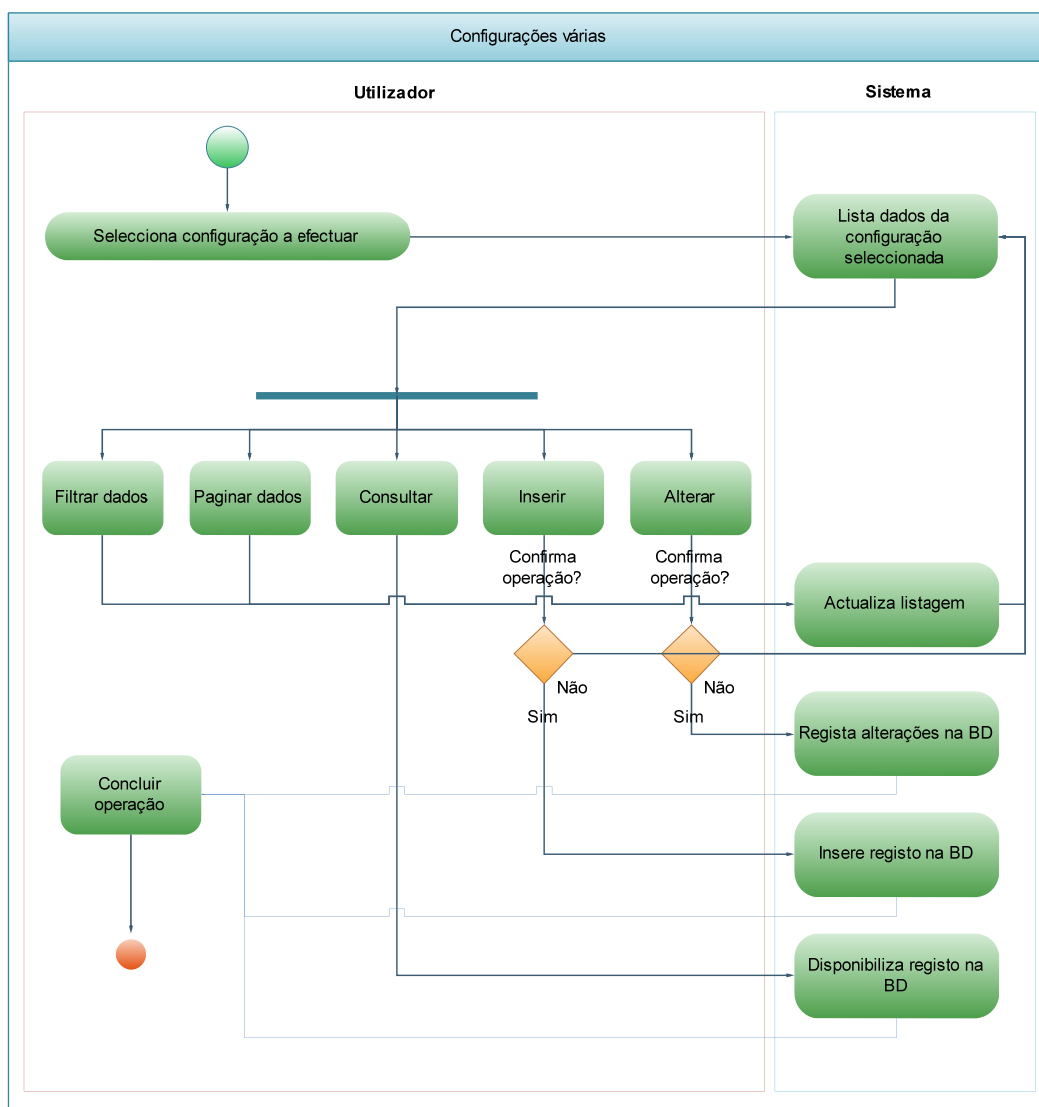 Configurações várias
Utilizador
Sistema
Selecciona configuração a efectuar
Lista dados da
configuração
seleccionada
Filtrar dados
Paginar dados
Consultar
Inserir
Alterar
Confirma
operação?
Confirma
operação?
Actualiza listagem
Não
Não
Sim
Sim
Regista alterações na BD
Concluir
operação
Insere registo na BD
Disponibiliza registo na
BD